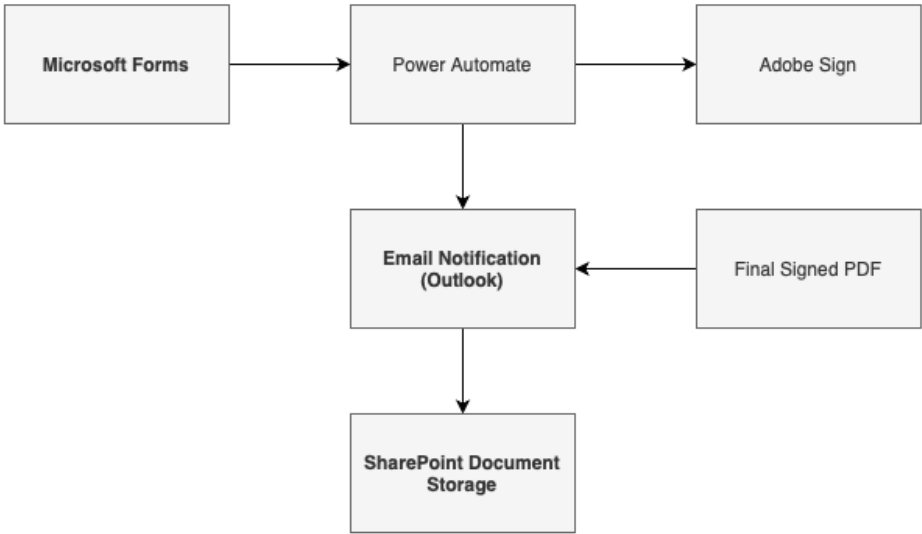 Microsoft Forms
Power Automate
Adobe Sign
Email Notification
(Outlook)
Final Signed PDF
SharePoint Document
Storage